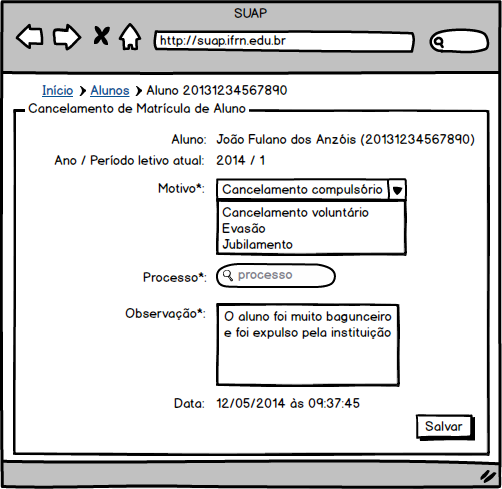 SUAP
http://suap.ifrn.edu.br
Início > Alunos > Aluno 20131234567890
Cancelamento de Matrícula de Aluno
Aluno: João Fulano dos Anzóis (20131234567890)
Ano / Período letivo atual: 2014 / 1
Motivo*: Cancelamento compulsório
Cancelamento voluntário
Evasão
Jubilamento
Processo*: processo
Observação*: O aluno foi muito bagunceiro
e foi expulso pela instituição
Data: 12/05/2014 às 09:37:45
Salvar